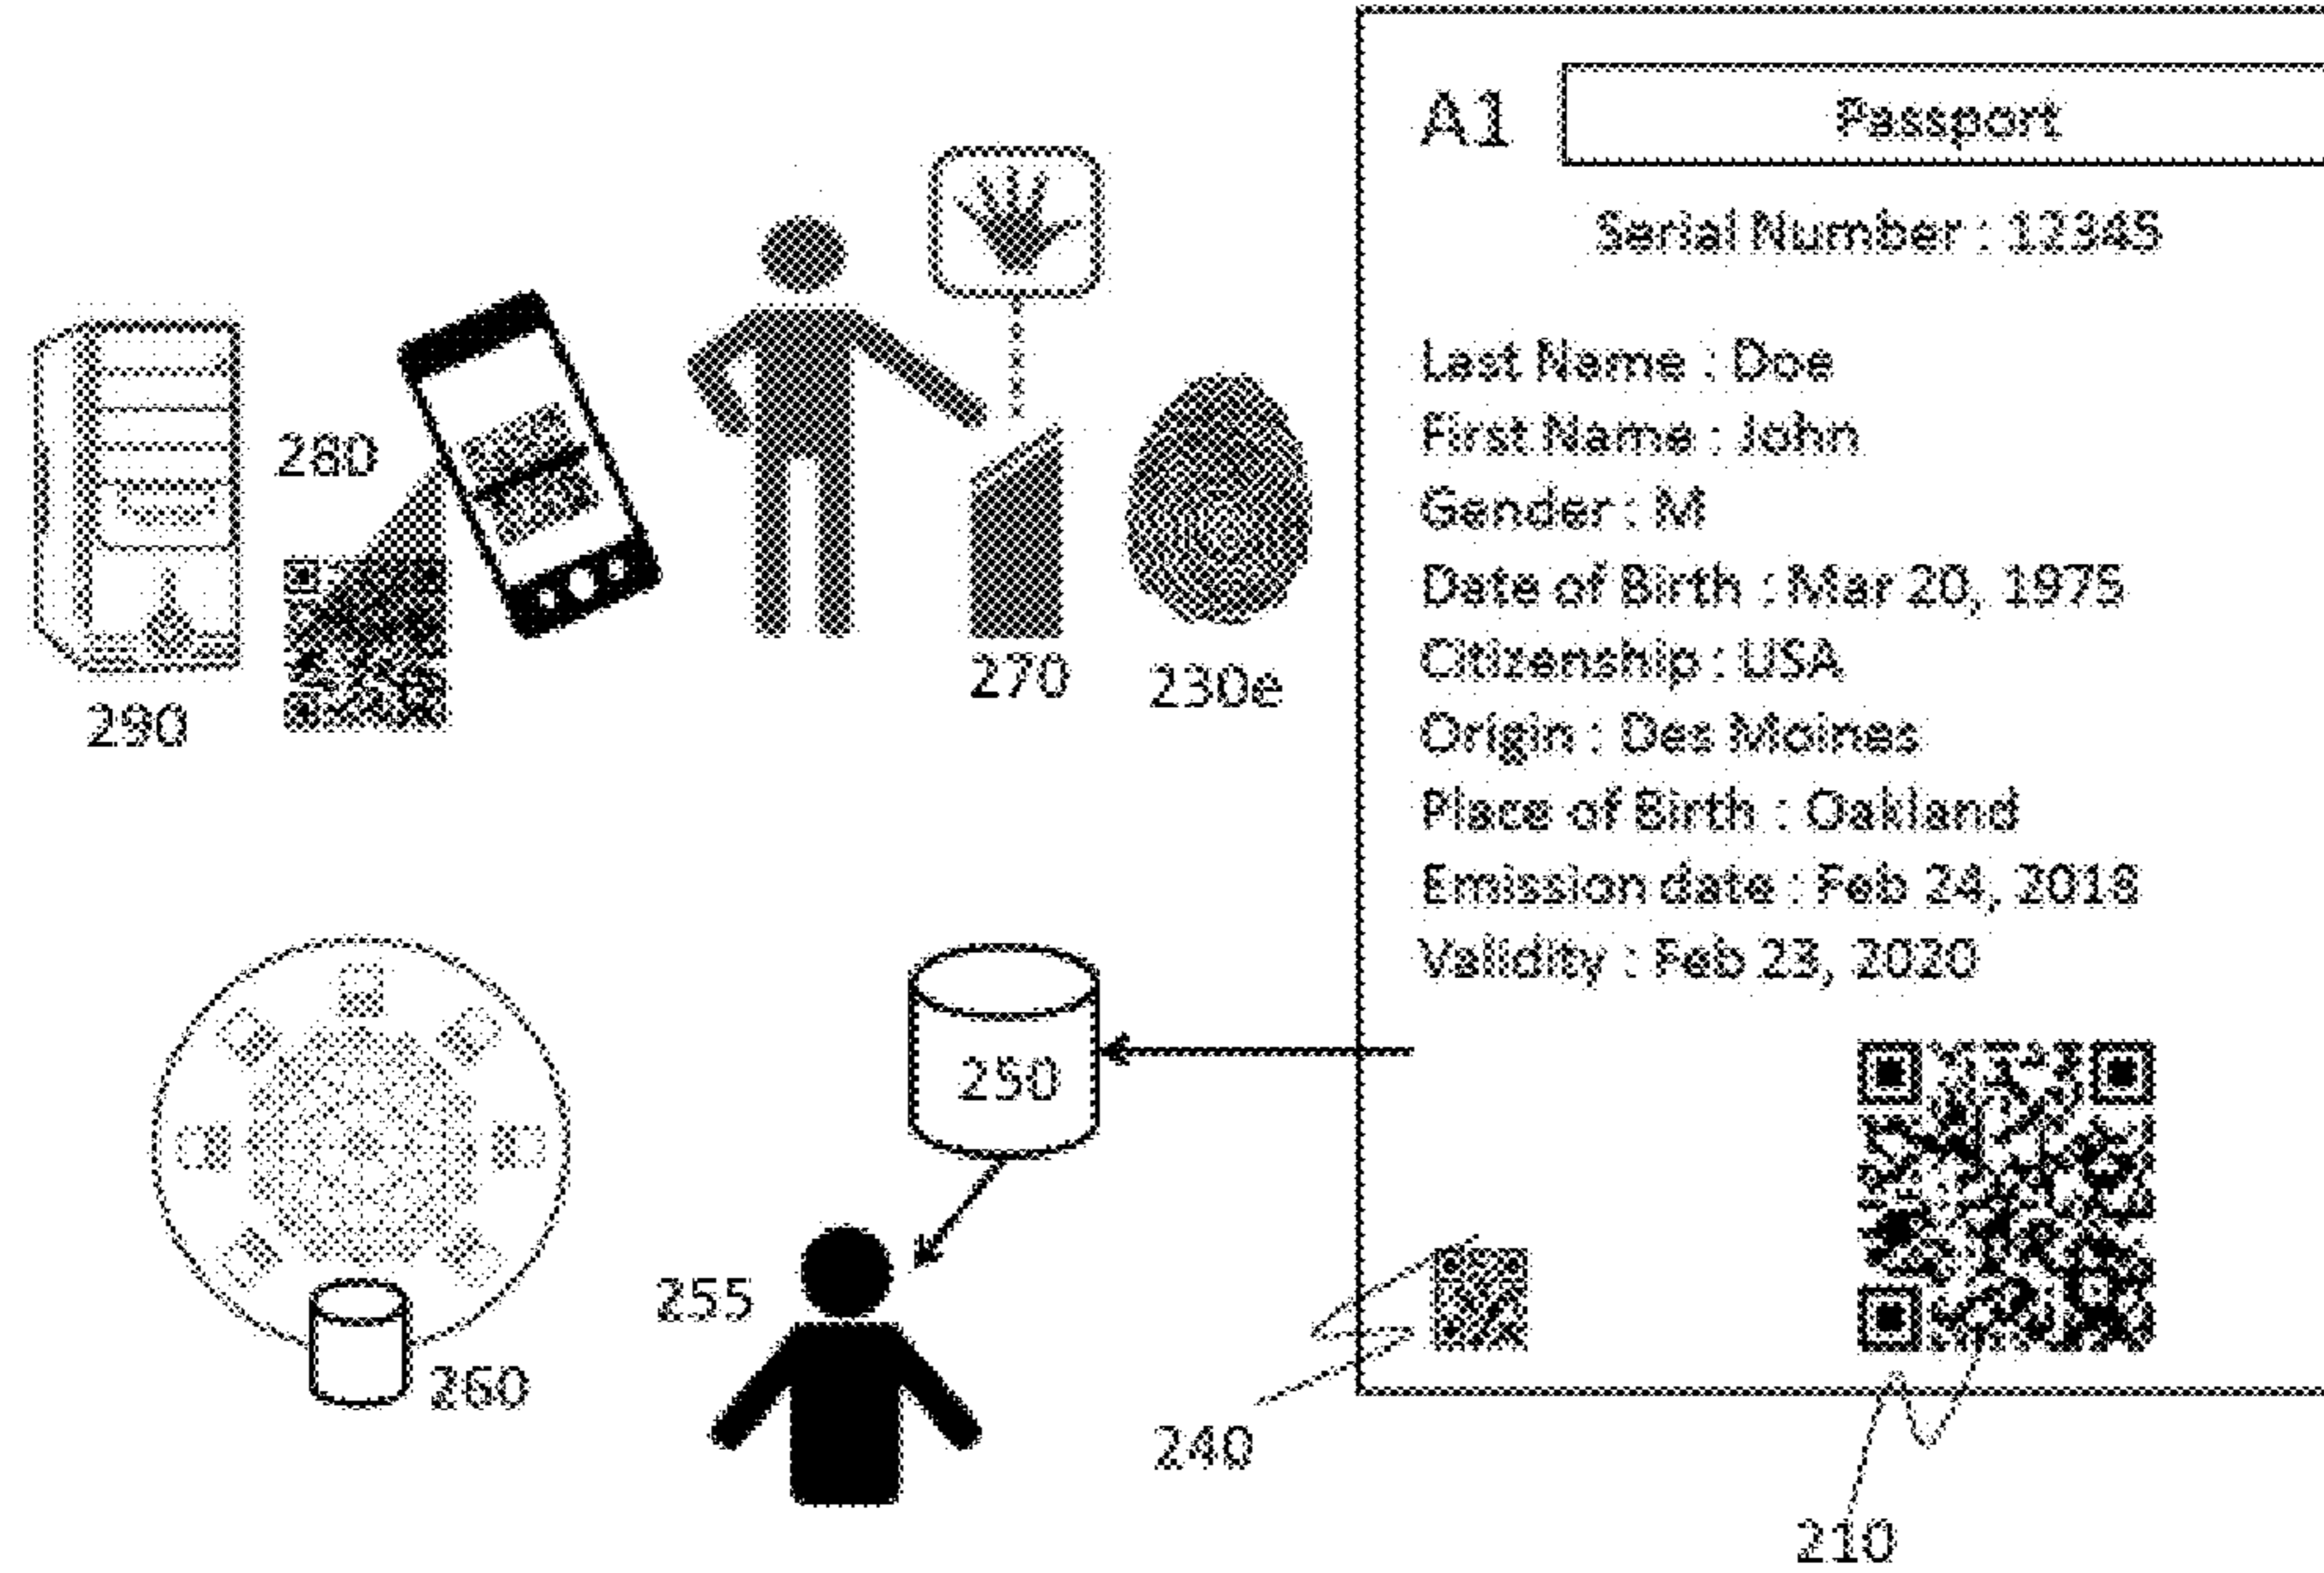 A1 Passport
Serial Number : 12345
Last Name : Doe
First Name : John
Gender : M
Date of Birth : Mar 20, 1975
Citizenship : USA
Origin : Des Moines
Place of Birth : Oakland
Emission date : Feb 24, 2018
Validity : Feb 23, 2020
280
270
230e
290
250
255
260
240
210